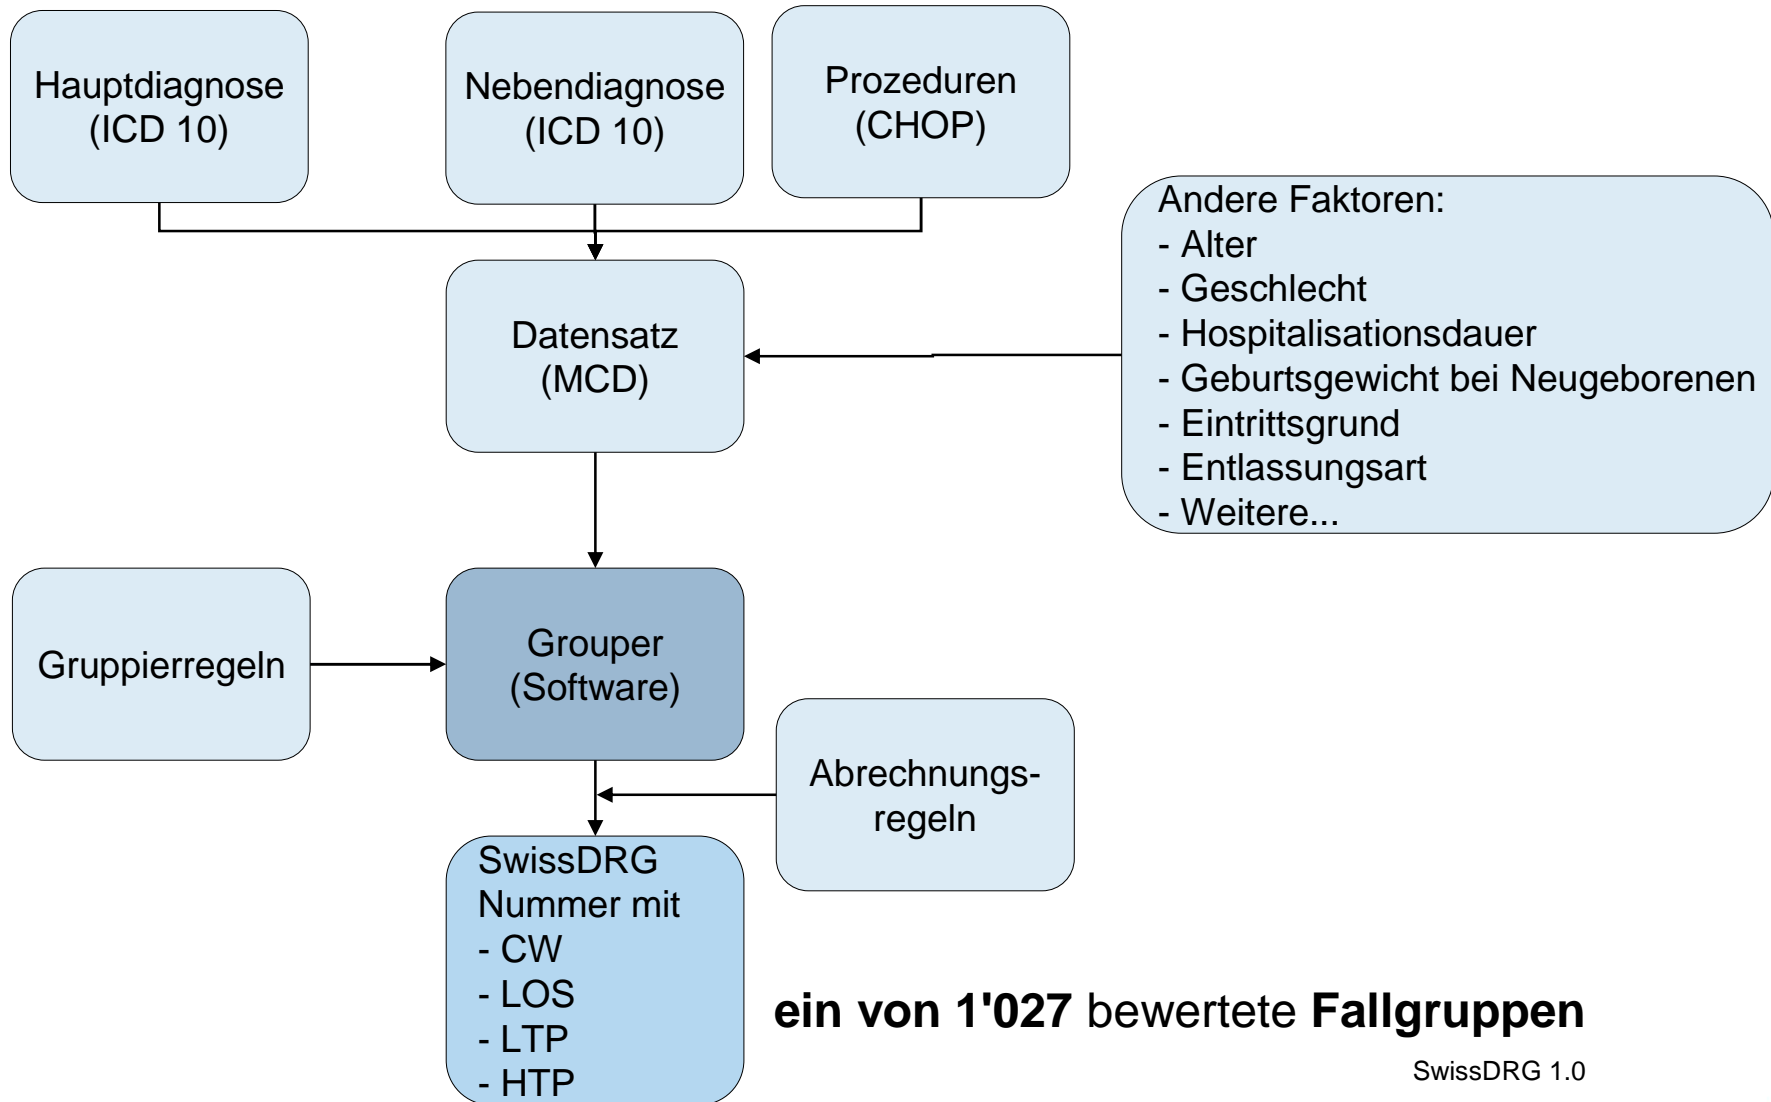 Hauptdiagnose
(ICD 10)
Nebendiagnose
(ICD 10)
Prozeduren
(CHOP)
Andere Faktoren:
- Alter
- Geschlecht
- Hospitalisationsdauer
- Geburtsgewicht bei Neugeborenen
- Eintrittsgrund
- Entlassungsart
- Weitere...
Datensatz
(MCD)
Gruppierregeln
Grouper
(Software)
Abrechnungs-
regeln
SwissDRG
Nummer mit
- CW
- LOS
- LTP
- HTP
ein von 1'027 bewertete Fallgruppen
SwissDRG 1.0